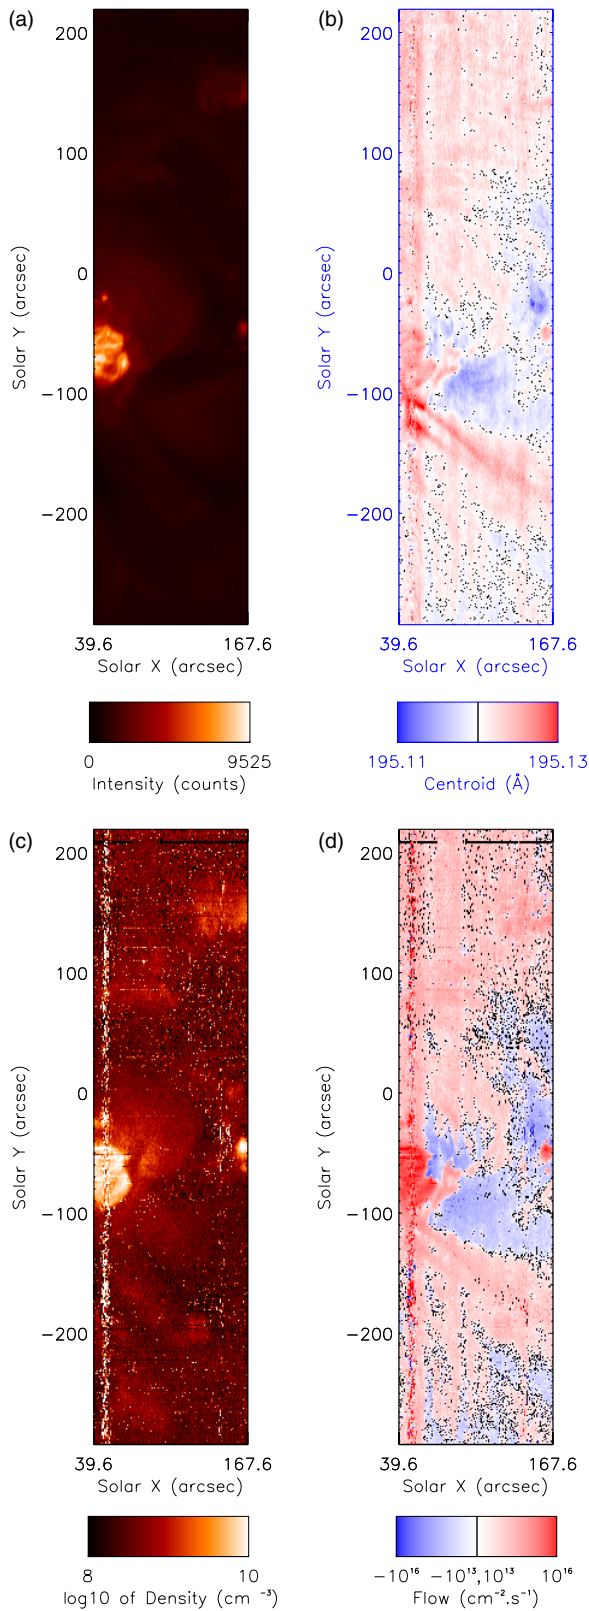 (a)
200
100
0
−100
−200
Solar Y (arcsec)
39.6 167.6
Solar X (arcsec)
0 9525
Intensity (counts)
(b)
200
100
0
−100
−200
Solar Y (arcsec)
39.6 167.6
Solar X (arcsec)
195.11 195.13
Centroid (Å)
(c)
200
100
0
−100
−200
Solar Y (arcsec)
39.6 167.6
Solar X (arcsec)
8 10
log10 of Density (cm⁻³)
(d)
200
100
0
−100
−200
Solar Y (arcsec)
39.6 167.6
Solar X (arcsec)
−10¹⁶ −10¹³,10¹³ 10¹⁶
Flow (cm⁻².s⁻¹)